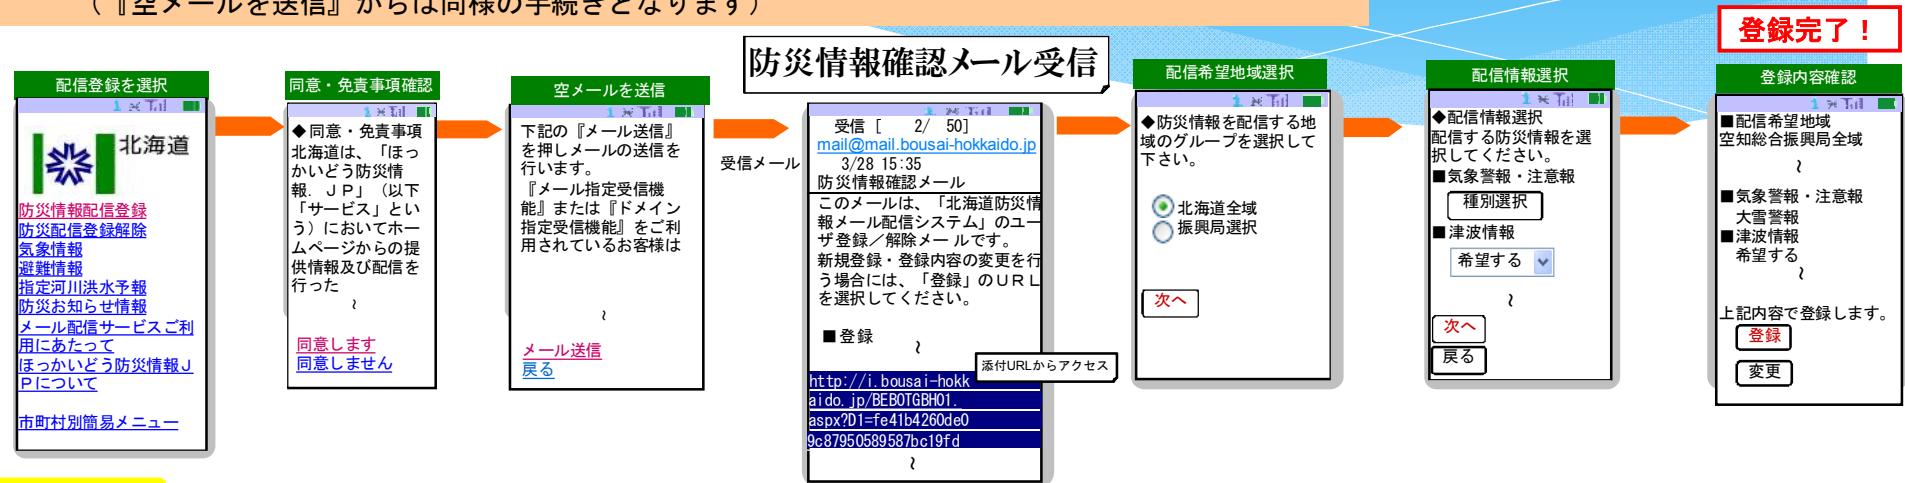 （『空メールを送信』からは同様の手続きとなります）
登録完了！
配信登録を選択
北海道
防災情報配信登録
防災配信登録解除
気象情報
避難情報
指定河川洪水予報
防災お知らせ情報
メール配信サービスご利
用にあたって
ほっかいどう防災情報Ｊ
Ｐについて
市町村別簡易メニュー
同意・免責事項確認
◆同意・免責事項
北海道は、「ほっ
かいどう防災情
報．ＪＰ」（以下
「サービス」とい
う）においてホー
ムページからの提
供情報及び配信を
行った
～
同意します
同意しません
空メールを送信
下記の『メール送信』
を押しメールの送信を
行います。
『メール指定受信機
能』または『ドメイン
指定受信機能』をご利
用されているお客様は
～
メール送信
戻る
受信メール
防災情報確認メール受信
受信 [　2/　50]
mail@mail.bousai-hokkaido.jp
3/28 15:35
防災情報確認メール
このメールは、「北海道防災情
報メール配信システム」のユー
ザ登録／解除メールです。
新規登録・登録内容の変更を行
う場合には、「登録」のＵＲＬ
を選択してください。
■登録
～
添付URLからアクセス
http://i.bousai-hokk
aido.jp/BEBOTGBH01.
aspx?D1=fe41b4260de0
9c87950589587bc19fd
～
配信希望地域選択
◆防災情報を配信する地
域のグループを選択して
下さい。
北海道全域
振興局選択
次へ
配信情報選択
◆配信情報選択
配信する防災情報を選
択してください。
■気象警報・注意報
種別選択
■津波情報
希望する
～
次へ
戻る
登録内容確認
■配信希望地域
空知総合振興局全域
～
■気象警報・注意報
大雪警報
■津波情報
希望する
～
上記内容で登録します。
登録
変更